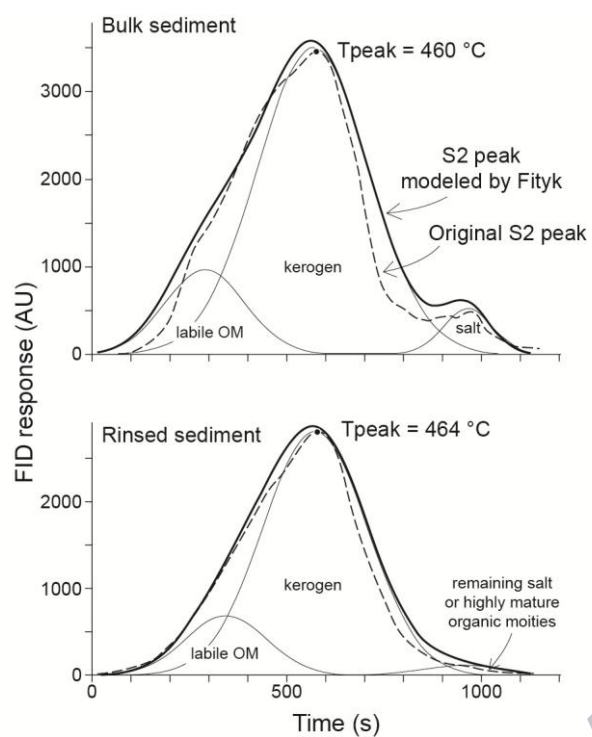 Bulk sediment
Tpeak = 460 °C
3000
S2 peak
modeled by Fityk
2000
Original S2 peak
1000
kerogen
labile OM
salt
0
FID response (AU)
Rinsed sediment
Tpeak = 464 °C
2000
kerogen
remaining salt
or highly mature
organic moities
1000
labile OM
0
0
500
1000
Time (s)